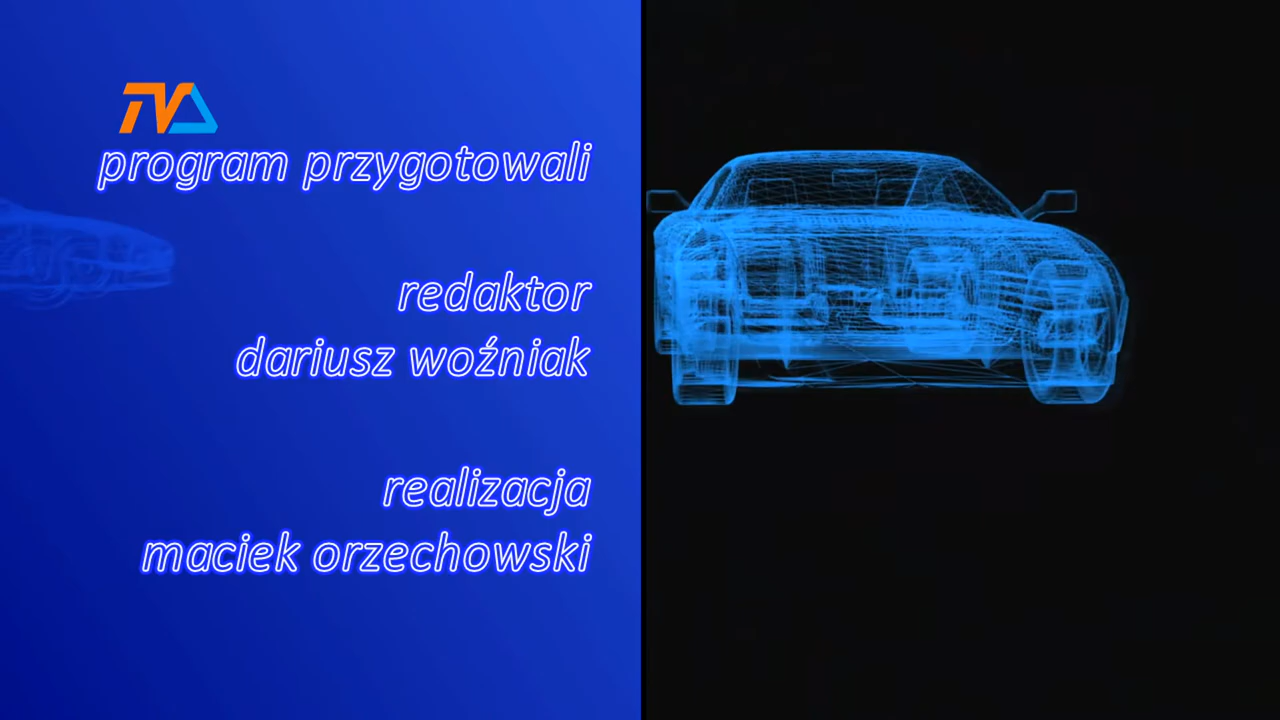 TVA
program przygotowali
redaktor
dariusz woźniak
realizacja
maciek orzechowski